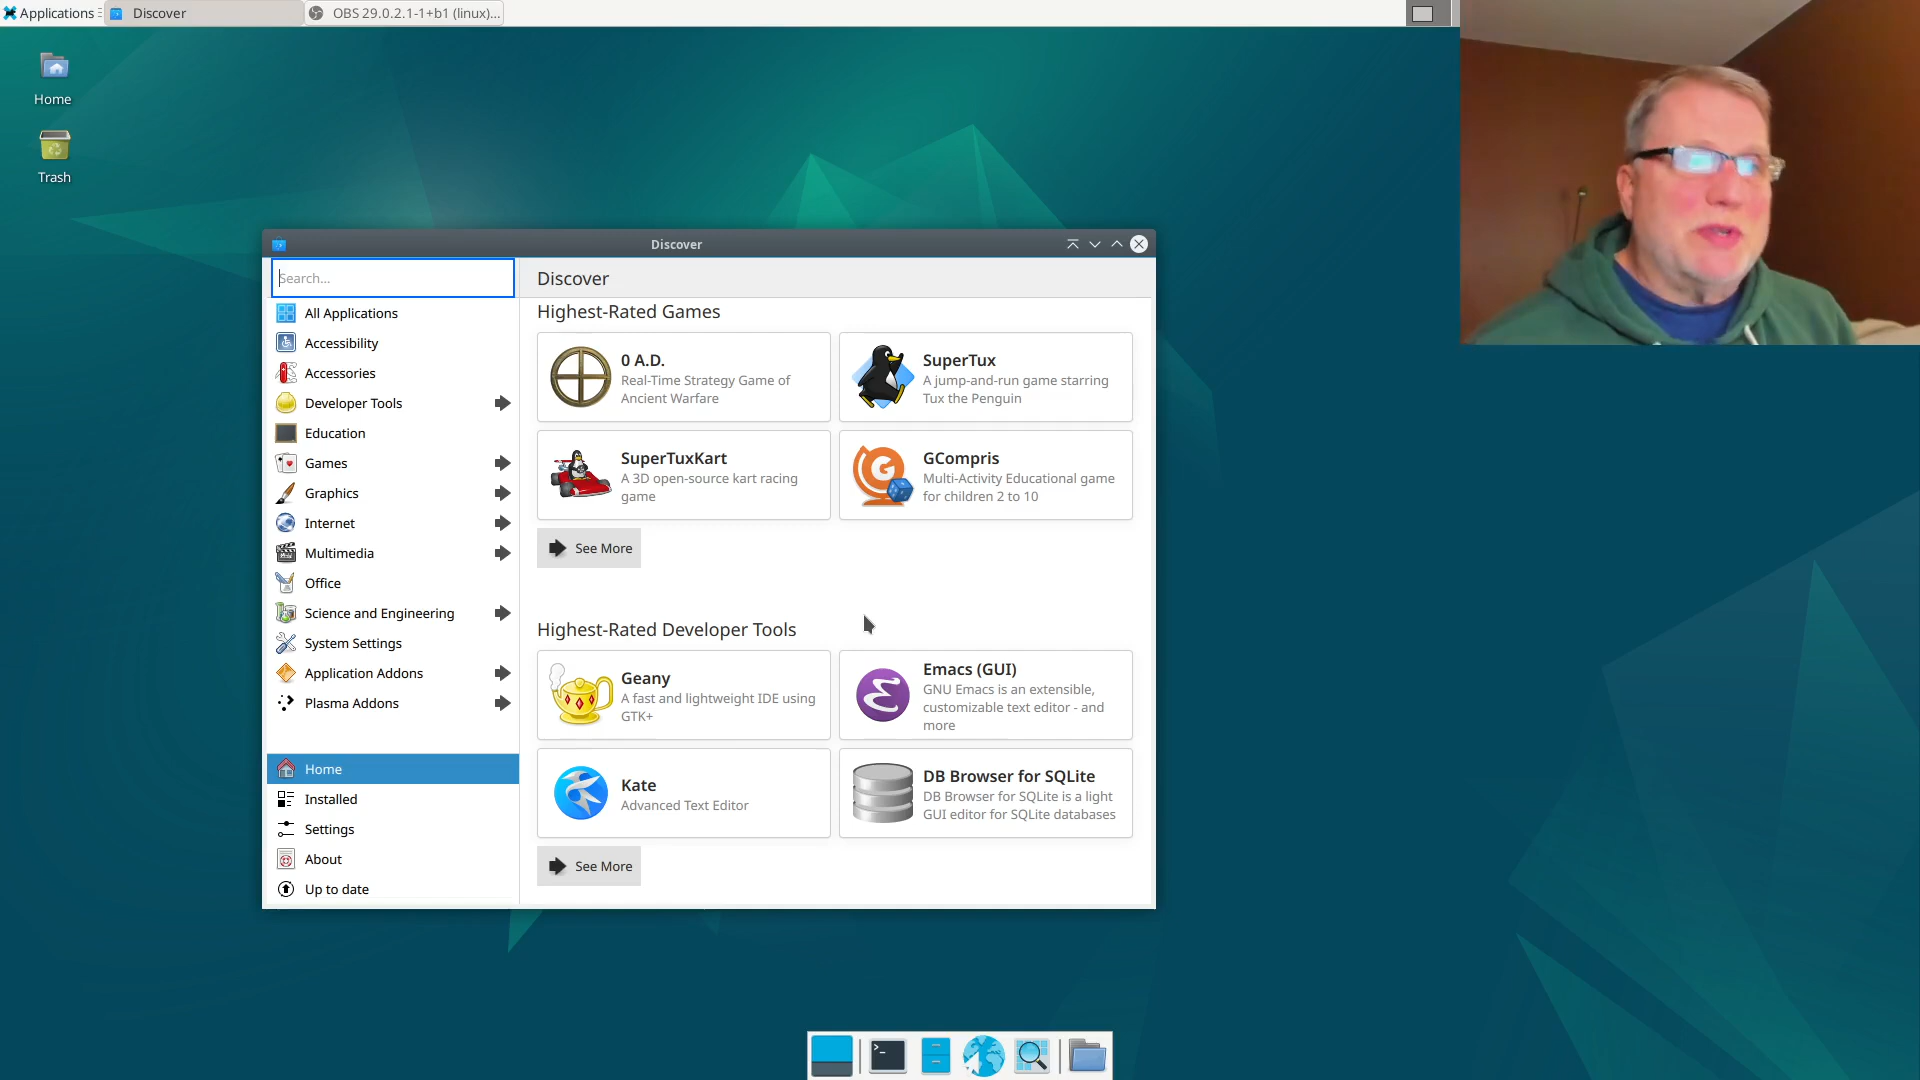 Applications
Discover
OBS 29.0.2.1-1+b1 (linux)...
Home
Trash
Discover
Search...
Discover
All Applications
Accessibility
Accessories
Developer Tools
Education
Games
Graphics
Internet
Multimedia
Office
Science and Engineering
System Settings
Application Addons
Plasma Addons
Home
Installed
Settings
About
Up to date
Highest-Rated Games
0 A.D.
Real-Time Strategy Game of
Ancient Warfare
SuperTux
A jump-and-run game starring
Tux the Penguin
SuperTuxKart
A 3D open-source kart racing
game
GCompris
Multi-Activity Educational game
for children 2 to 10
See More
Highest-Rated Developer Tools
Geany
A fast and lightweight IDE using
GTK+
Emacs (GUI)
GNU Emacs is an extensible,
customizable text editor - and
more
Kate
Advanced Text Editor
DB Browser for SQLite
DB Browser for SQLite is a light
GUI editor for SQLite databases
See More